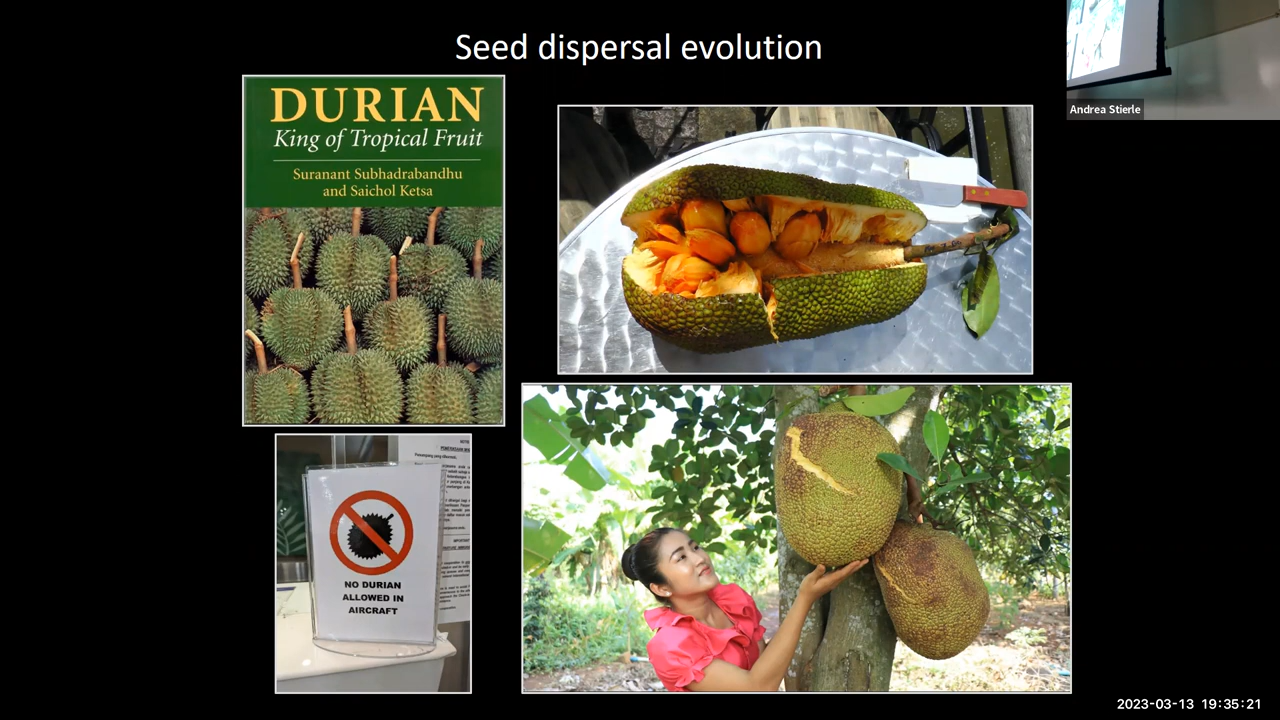 Seed dispersal evolution
DURIAN
King of Tropical Fruit
Suranant Subhadrabandhu
and Saichol Ketsa
NO DURIAN
ALLOWED IN
AIRCRAFT
Andrea Stierle
2023-03-13 19:35:21